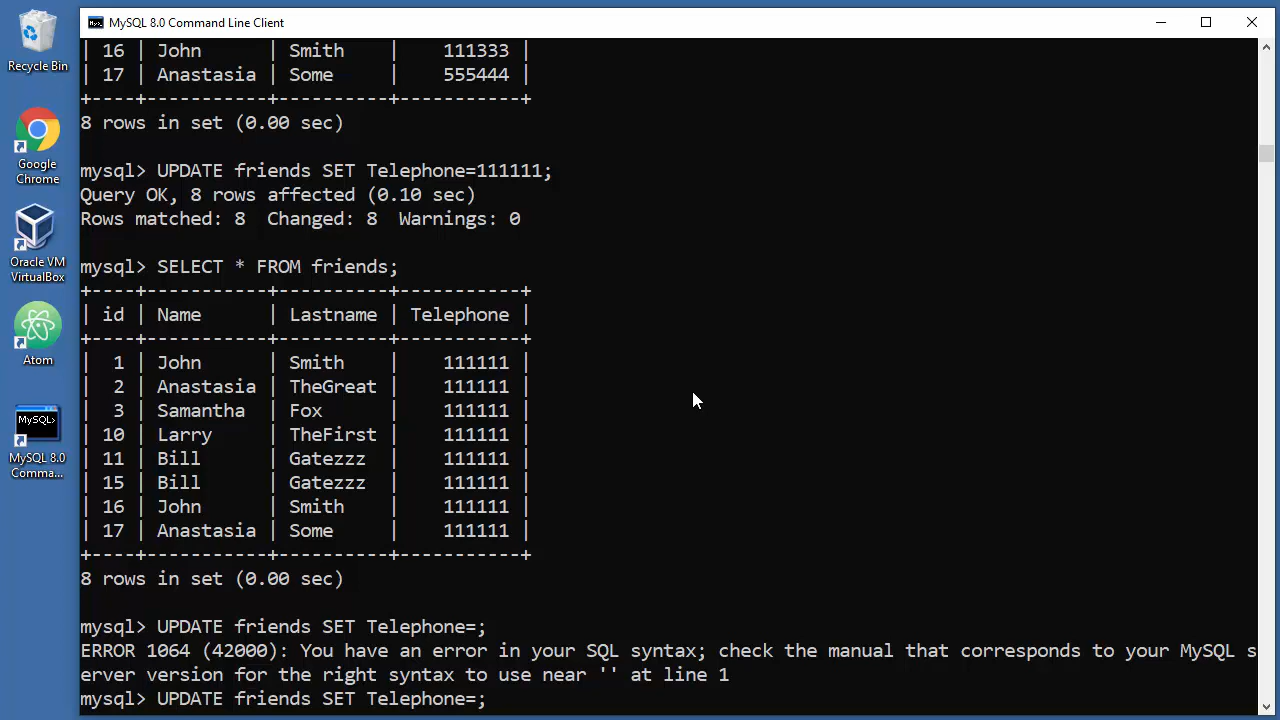 Recycle Bin
Google
Chrome
Oracle VM
VirtualBox
Atom
MySQL>
MySQL 8.0
Comma...
MySQL 8.0 Command Line Client
| 16 | John      | Smith    |    111333 |
| 17 | Anastasia | Some     |    555444 |
+----+-----------+----------+-----------+
8 rows in set (0.00 sec)
mysql> UPDATE friends SET Telephone=111111;
Query OK, 8 rows affected (0.10 sec)
Rows matched: 8  Changed: 8  Warnings: 0
mysql> SELECT * FROM friends;
+----+-----------+----------+-----------+
| id | Name      | Lastname | Telephone |
+----+-----------+----------+-----------+
|  1 | John      | Smith    |    111111 |
|  2 | Anastasia | TheGreat |    111111 |
|  3 | Samantha  | Fox      |    111111 |
| 10 | Larry     | TheFirst |    111111 |
| 11 | Bill      | Gatezzz  |    111111 |
| 15 | Bill      | Gatezzz  |    111111 |
| 16 | John      | Smith    |    111111 |
| 17 | Anastasia | Some     |    111111 |
+----+-----------+----------+-----------+
8 rows in set (0.00 sec)
mysql> UPDATE friends SET Telephone=;
ERROR 1064 (42000): You have an error in your SQL syntax; check the manual that corresponds to your MySQL s
erver version for the right syntax to use near '' at line 1
mysql> UPDATE friends SET Telephone=;